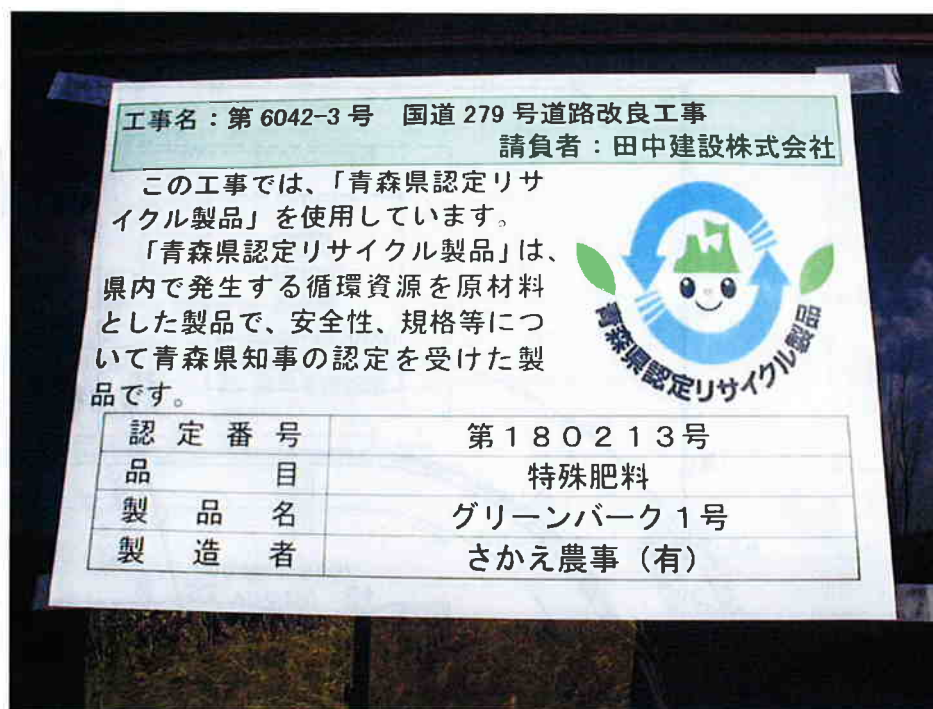 工事名：第6042-3号　国道279号道路改良工事
請負者：田中建設株式会社
この工事では、「青森県認定リサ
イクル製品」を使用しています。
「青森県認定リサイクル製品」は、
県内で発生する循環資源を原材料
とした製品で、安全性、規格等につ
いて青森県知事の認定を受けた製
品です。
青森県認定リサイクル製品
認定番号　第１８０２１３号
品目　特殊肥料
製品名　グリーンバーク１号
製造者　さかえ農事（有）